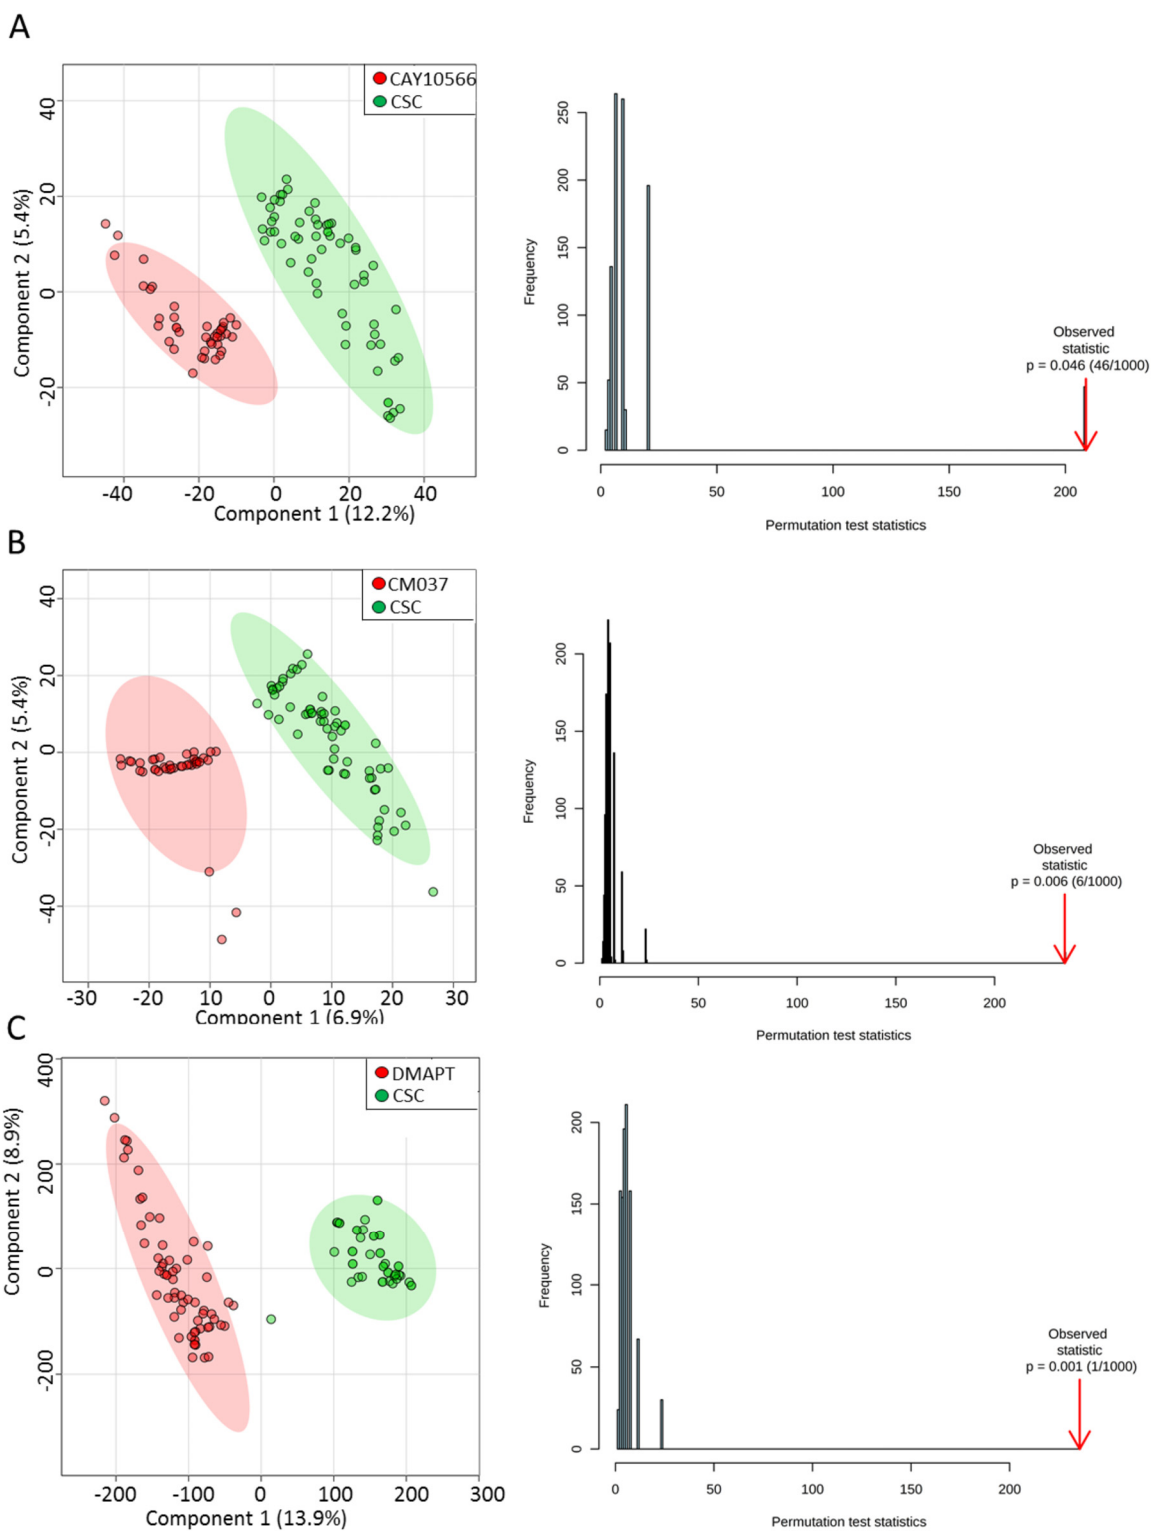 A
CAY10566
CSC
Component 2 (5.4%)
40
20
0
-20
-40
-20
0
20
40
Component 1 (12.2%)
Frequency
250
200
150
100
50
0
Observed
statistic
p = 0.046 (46/1000)
0
50
100
150
200
Permutation test statistics
B
CM037
CSC
Component 2 (5.4%)
40
20
0
-20
-40
-30
-20
10
0
10
20
30
Component 1 (6.9%)
Frequency
200
150
100
50
0
Observed
statistic
p = 0.006 (6/1000)
0
50
100
150
200
Permutation test statistics
C
DMAPT
CSC
Component 2 (8.9%)
400
200
0
-200
-200
-100
0
100
200
300
Component 1 (13.9%)
Frequency
200
150
100
50
0
Observed
statistic
p = 0.001 (1/1000)
0
50
100
150
200
Permutation test statistics